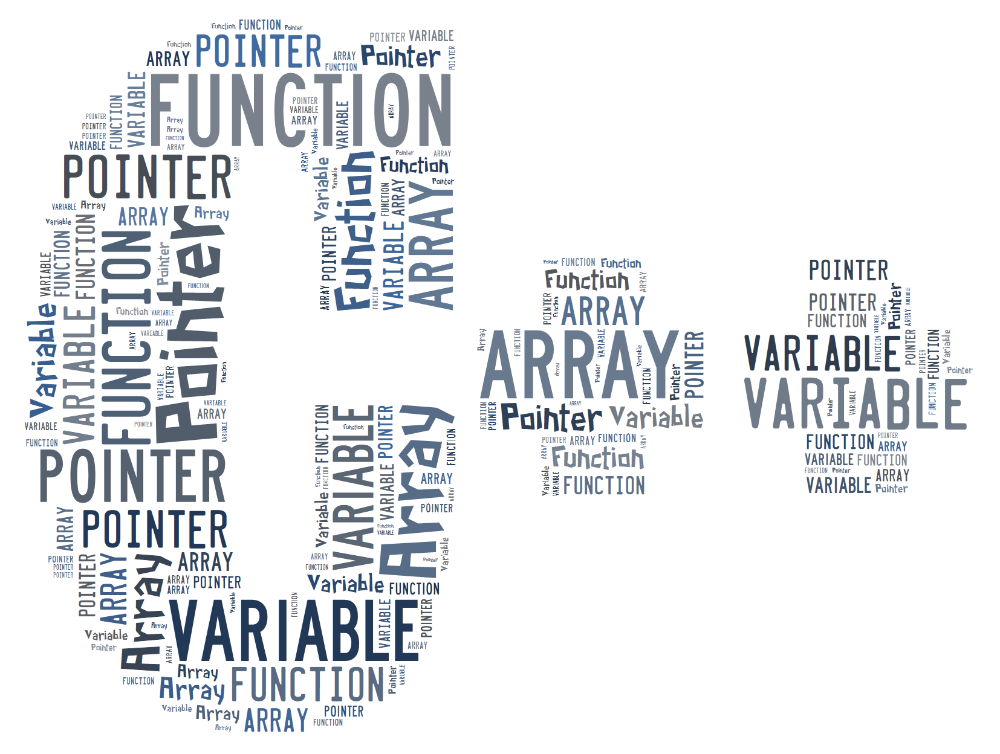 Function FUNCTION Pointer
POINTER VARIABLE
Function
ARRAY POINTER
ARRAY
FUNCTION
Pointer
POINTER
FUNCTION
VARIABLE
FUNCTION
POINTER
VARIABLE
ARRAY
VARIABLE
ARRAY
POINTER
POINTER
POINTER
VARIABLE
Array
Array
FUNCTION
ARRAY
Variable
POINTER
ARRAY
ARRAY
Variable
Variable
Function
Pointer
ARRAY
Function
Pointer
FUNCTION
ARRAY
ARRAY
VARIABLE Array
ARRAY
Array
Variable
FUNCTION
FUNCTION
VARIABLE
FUNCTION
Pointer
Pointer
FUNCTION
POINTER
ARRAY
FUNCTION
VARIABLE
Variable
VARIABLE
Function VARIABLE
ARRAY
VARIABLE
ARRAY
VARIABLE
POINTER
Function
VARIABLE
ARRAY
VARIABLE
POINTER
VARIABLE
FUNCTION
POINTER
FUNCTION
VARIABLE
Function
POINTER
Array
FUNCTION
Function
FUNCTION
VARIABLE
ARRAY
ARRAY
POINTER
Variable
Function
VARIABLE
ARRAY
POINTER
POINTER
POINTER
POINTER
POINTER
ARRAY
Array
ARRAY
ARRAY
ARRAY
POINTER
ARRAY
FUNCTION
Pointer
Variable
Variable
FUNCTION
Variable
FUNCTION
VARIABLE
VARIABLE
POINTER
ARRAY
Array
Variable
Pointer
ARRAY
FUNCTION
Array
Array
FUNCTION
Pointer
VARIABLE
Variable
Array
ARRAY
POINTER
FUNCTION
Array
Pointer FUNCTION Function
Function
ARRAY
POINTER
Function
ARRAY
Array
ARRAY
FUNCTION
VARIABLE
Array
Pointer
Variable
FUNCTION
Pointer
POINTER
FUNCTION
POINTER
Pointer
ARRAY
Variable
POINTER ARRAY FUNCTION
ARRAY
ARRAY
Function
Variable
VARIABLE
FUNCTION
POINTER
POINTER
FUNCTION
VARIABLE
Variable
Pointer
ARRAY
VARIABLE
VARIABLE
FUNCTION
POINTER
POINTER
FUNCTION
Variable
Pointer
VARIABLE
Pointer
VARIABLE
FUNCTION
FUNCTION
POINTER
ARRAY
VARIABLE FUNCTION
FUNCTION Pointer
ARRAY
VARIABLE Pointer